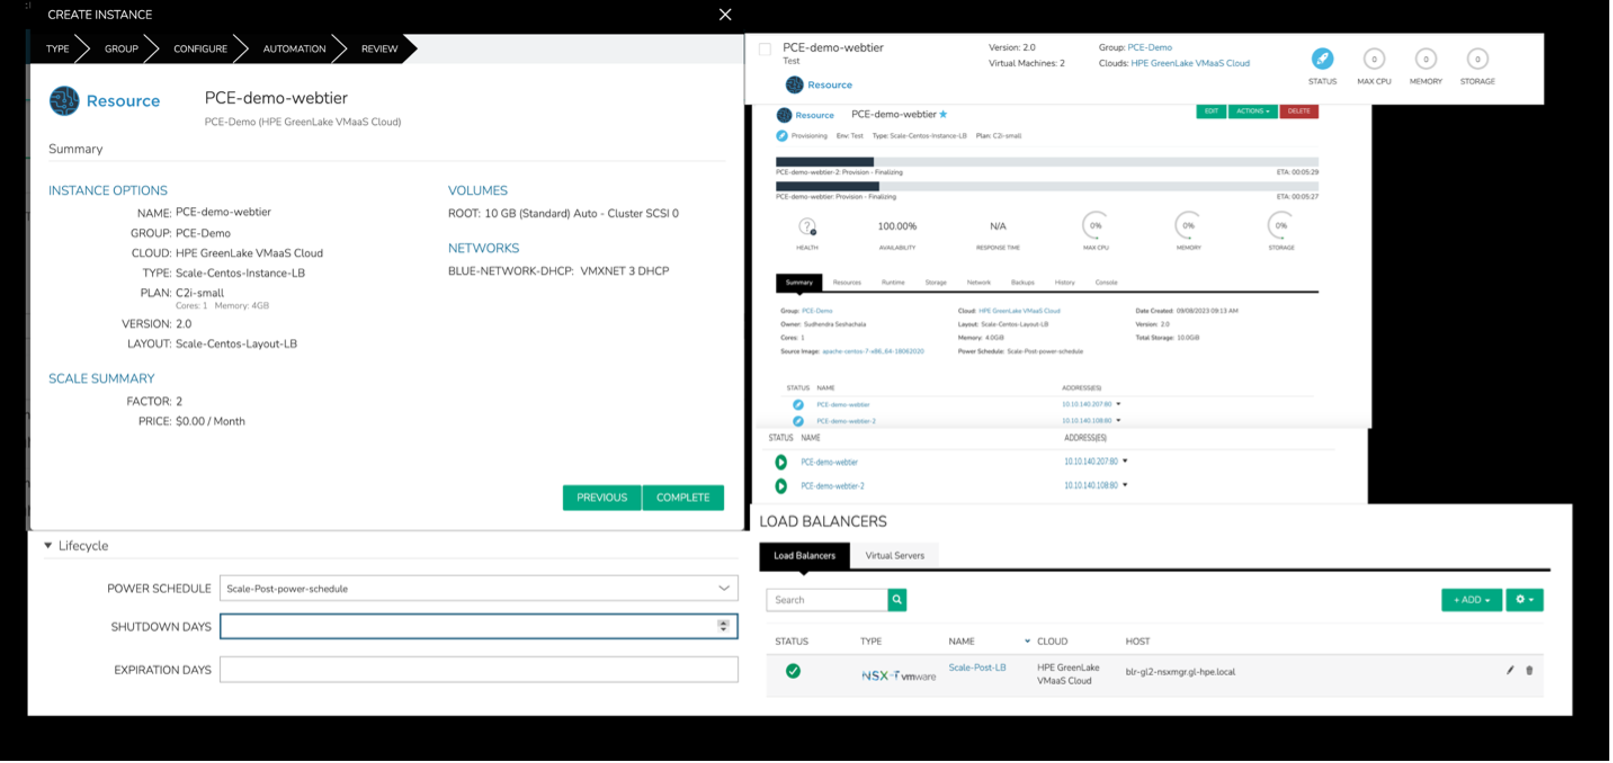 CREATE INSTANCE
TYPE GROUP CONFIGURE AUTOMATION REVIEW
Resource
PCE-demo-webtier
PCE-Demo (HPE GreenLake VMaaS Cloud)
Summary
INSTANCE OPTIONS
NAME: PCE-demo-webtier
GROUP: PCE-Demo
CLOUD: HPE GreenLake VMaaS Cloud
TYPE: Scale-Centos-Instance-LB
PLAN: C2i-small
Cores: 1 Memory: 4GB
VERSION: 2.0
LAYOUT: Scale-Centos-Layout-LB
SCALE SUMMARY
FACTOR: 2
PRICE: $0.00 / Month
VOLUMES
ROOT: 10 GB (Standard) Auto - Cluster SCSI 0
NETWORKS
BLUE-NETWORK-DHCP: VMXNET 3 DHCP
PREVIOUS COMPLETE
Lifecycle
POWER SCHEDULE Scale-Post-power-schedule
SHUTDOWN DAYS
EXPIRATION DAYS
PCE-demo-webtier
Test
Resource
Version: 2.0
Virtual Machines: 2
Group: PCE-Demo
Clouds: HPE GreenLake VMaaS Cloud
0 0 0
STATUS MAX CPU MEMORY STORAGE
Resource PCE-demo-webtier
EDIT ACTIONS DELETE
Provisioning Env: Test Type: Scale-Centos-Instance-LB Plan: C2i-small
PCE-demo-webtier-2: Provision - Finalizing ETA: 00:05:29
PCE-demo-webtier: Provision - Finalizing ETA: 00:05:27
? 100.00% N/A 0% 0% 0%
HEALTH AVAILABILITY RESPONSE TIME MAX CPU MEMORY STORAGE
Summary Resources Runtime Storage Network Backups History Console
Group: PCE-Demo Cloud: HPE GreenLake VMaaS Cloud Date Created: 09/08/2023 09:13 AM
Owner: Sudhendra Seshachala Layout: Scale-Centos-Layout-LB Version: 2.0
Cores: 1 Memory: 4.0GiB Total Storage: 10.0GiB
Source Image: apache-centos-7-x86_64-18062020 Power Schedule: Scale-Post-power-schedule
STATUS NAME ADDRESS(ES)
PCE-demo-webtier 10.10.140.207:80
PCE-demo-webtier-2 10.10.140.108:80
STATUS NAME ADDRESS(ES)
PCE-demo-webtier 10.10.140.207:80
PCE-demo-webtier-2 10.10.140.108:80
LOAD BALANCERS
Load Balancers Virtual Servers
Search
+ ADD
STATUS TYPE NAME CLOUD HOST
NSX-T vmware Scale-Post-LB HPE GreenLake VMaaS Cloud blr-gl2-nsxmgr.gl-hpe.local